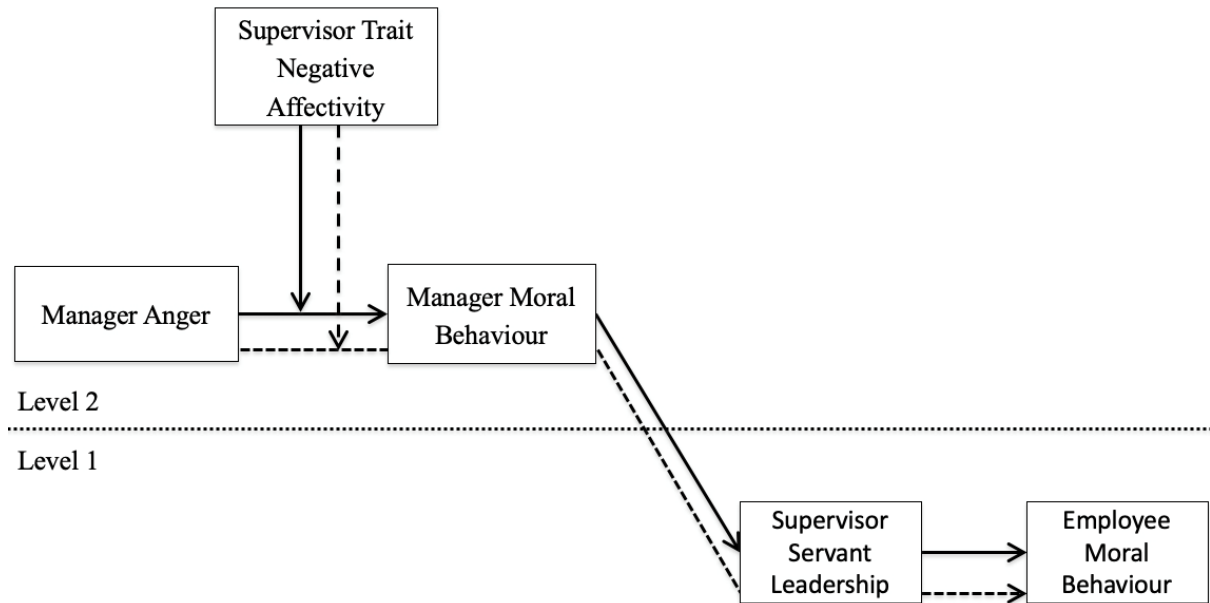 Supervisor Trait
Negative
Affectivity
Manager Anger
Manager Moral
Behaviour
Level 2
Level 1
Supervisor
Servant
Leadership
Employee
Moral
Behaviour